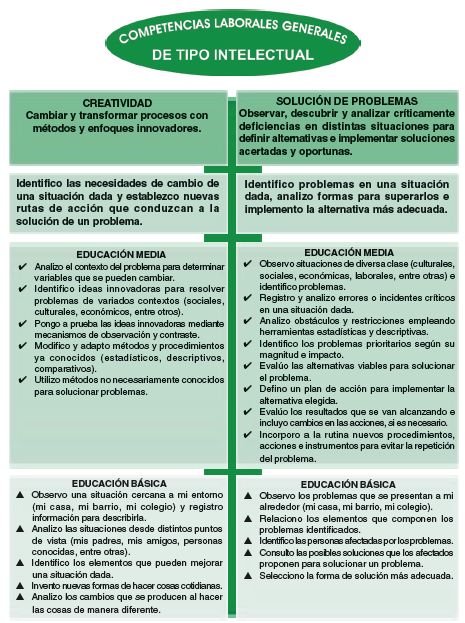 COMPETENCIAS LABORALES GENERALES
DE TIPO INTELECTUAL
CREATIVIDAD
Cambiar y transformar procesos con
métodos y enfoques innovadores.
Identifico las necesidades de cambio de
una situación dada y establezco nuevas
rutas de acción que conduzcan a la
solución de un problema.
EDUCACIÓN MEDIA
✔ Analizo el contexto del problema para determinar
variables que se pueden cambiar.
✔ Identifico ideas innovadoras para resolver
problemas de variados contextos (sociales,
culturales, económicos, entre otros).
✔ Pongo a prueba las ideas innovadoras mediante
mecanismos de observación y contraste.
✔ Modifico y adapto métodos y procedimientos
ya conocidos (estadísticos, descriptivos,
comparativos).
✔ Utilizo métodos no necesariamente conocidos
para solucionar problemas.
EDUCACIÓN BÁSICA
▲ Observo una situación cercana a mi entorno
(mi casa, mi barrio, mi colegio) y registro
información para describirla.
▲ Analizo las situaciones desde distintos puntos
de vista (mis padres, mis amigos, personas
conocidas, entre otras).
▲ Identifico los elementos que pueden mejorar
una situación dada.
▲ Invento nuevas formas de hacer cosas cotidianas.
▲ Analizo los cambios que se producen al hacer
las cosas de manera diferente.
SOLUCIÓN DE PROBLEMAS
Observar, descubrir y analizar críticamente
deficiencias en distintas situaciones para
definir alternativas e implementar soluciones
acertadas y oportunas.
Identifico problemas en una situación
dada, analizo formas para superarlos e
implemento la alternativa más adecuada.
EDUCACIÓN MEDIA
✔ Observo situaciones de diversa clase (culturales,
sociales, económicas, laborales, entre otras) e
identifico problemas.
✔ Registro y analizo errores o incidentes críticos
en una situación dada.
✔ Analizo obstáculos y restricciones empleando
herramientas estadísticas y descriptivas.
✔ Identifico los problemas prioritarios según su
magnitud e impacto.
✔ Evalúo las alternativas viables para solucionar
el problema.
✔ Defino un plan de acción para implementar la
alternativa elegida.
✔ Evalúo los resultados que se van alcanzando e
incluyo cambios en las acciones, si es necesario.
✔ Incorporo a la rutina nuevos procedimientos,
acciones e instrumentos para evitar la repetición
del problema.
EDUCACIÓN BÁSICA
▲ Observo los problemas que se presentan a mi
alrededor (mi casa, mi barrio, mi colegio).
▲ Relaciono los elementos que componen los
problemas identificados.
▲ Identifico las personas afectadas por los problemas.
▲ Consulto las posibles soluciones que los afectados
proponen para solucionar un problema.
▲ Selecciono la forma de solución más adecuada.